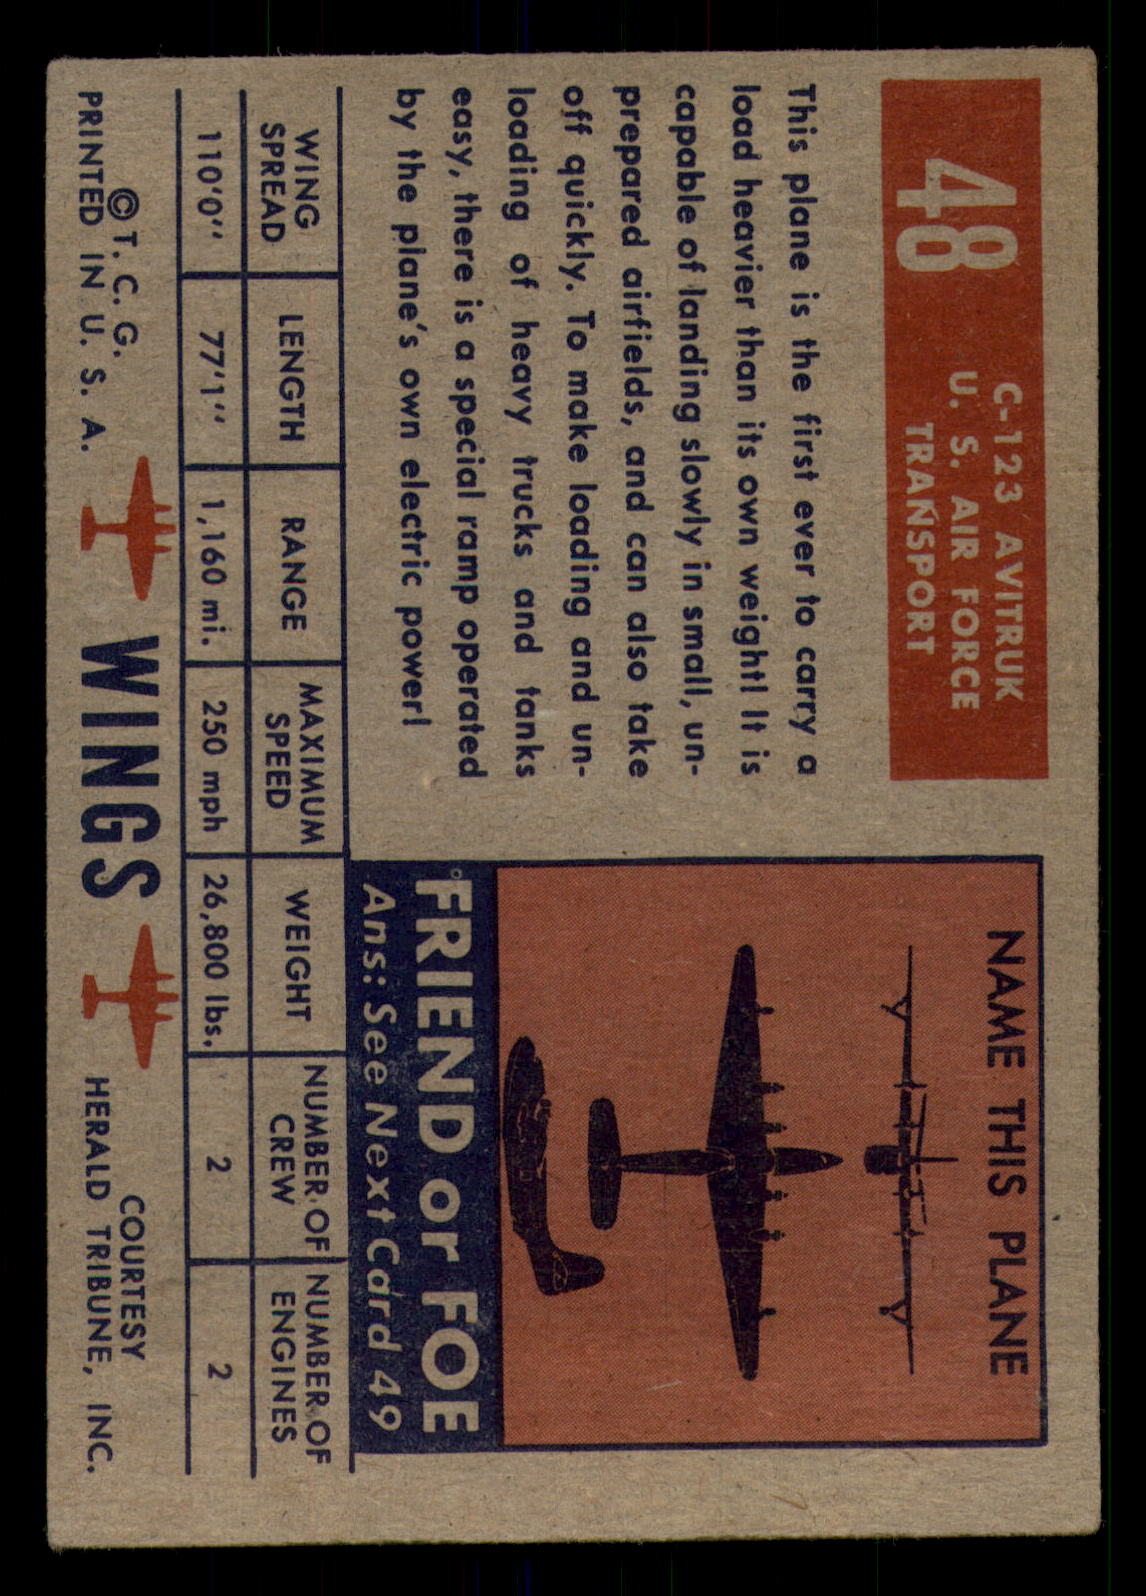 48
C-123 AVITRUK
U. S. AIR FORCE
TRANSPORT
This plane is the first ever to carry a
load heavier than its own weight! It is
capable of landing slowly in small, un-
prepared airfields, and can also take
off quickly. To make loading and un-
loading of heavy trucks and tanks
easy, there is a special ramp operated
by the plane's own electric power!
NAME THIS PLANE
FRIEND or FOE
Ans: See Next Card 49
WING SPREAD LENGTH RANGE MAXIMUM SPEED WEIGHT NUMBER OF CREW NUMBER OF ENGINES
110'0'' 77'1'' 1,160 mi. 250 mph 26,800 lbs. 2 2
© T. C. G.
PRINTED IN U. S. A.
WINGS
COURTESY
HERALD TRIBUNE, INC.